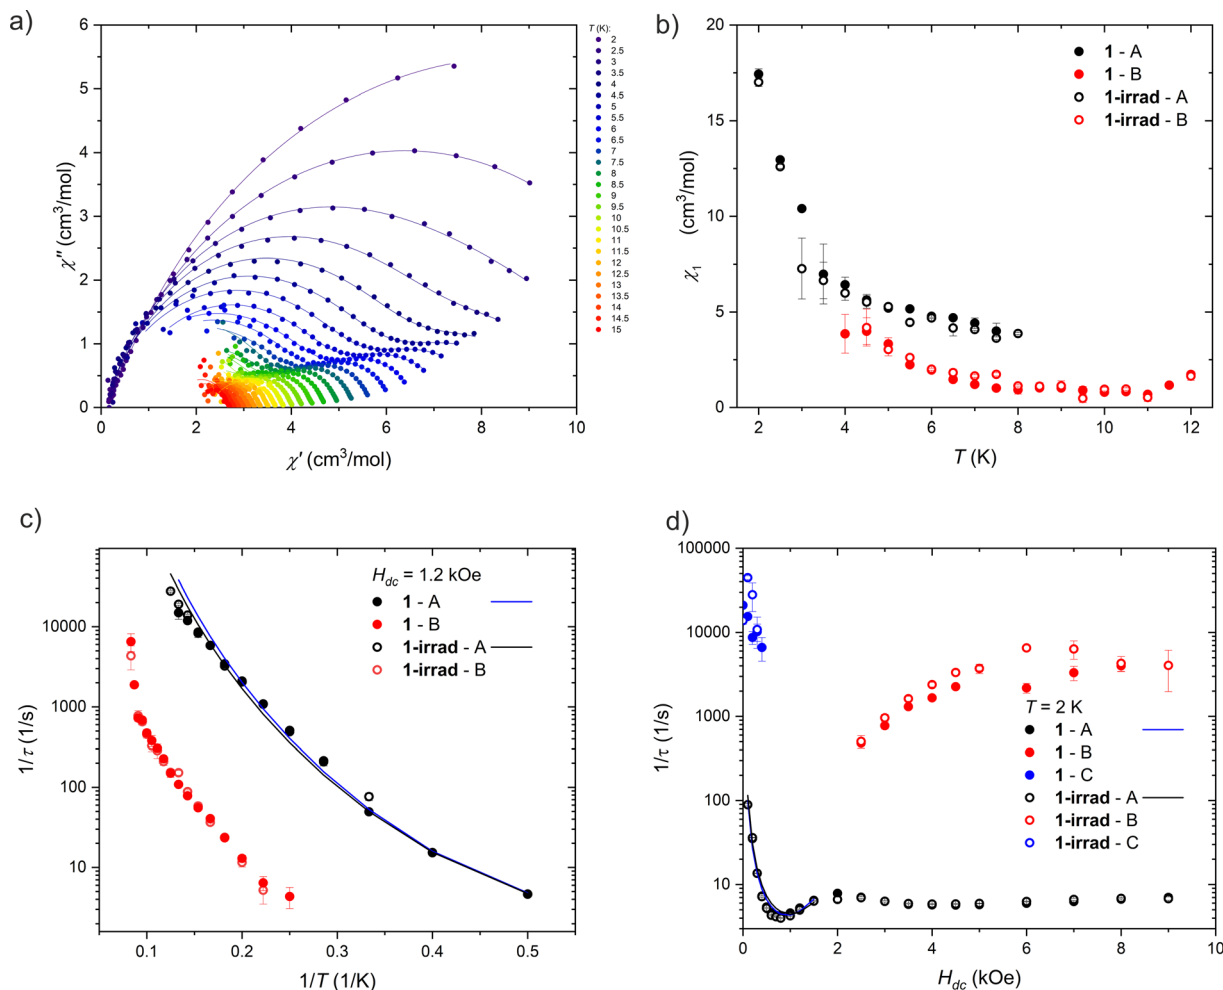 a)
6
5
4
3
2
1
0
χ″ (cm³/mol)
0 2 4 6 8 10
χ′ (cm³/mol)
T (K):
2
2.5
3
3.5
4
4.5
5
5.5
6
6.5
7
7.5
8
8.5
9
9.5
10
10.5
11
11.5
12
12.5
13
13.5
14
14.5
15
b)
20
15
10
5
0
χ₁ (cm³/mol)
1 - A
1 - B
1-irrad - A
1-irrad - B
2 4 6 8 10 12
T (K)
c)
10000
1000
100
10
1/τ (1/s)
H_dc = 1.2 kOe
1 - A
1 - B
1-irrad - A
1-irrad - B
0.1 0.2 0.3 0.4 0.5
1/T (1/K)
d)
100000
10000
1000
100
10
1/τ (1/s)
T = 2 K
1 - A
1 - B
1 - C
1-irrad - A
1-irrad - B
1-irrad - C
0 2 4 6 8 10
H_dc (kOe)